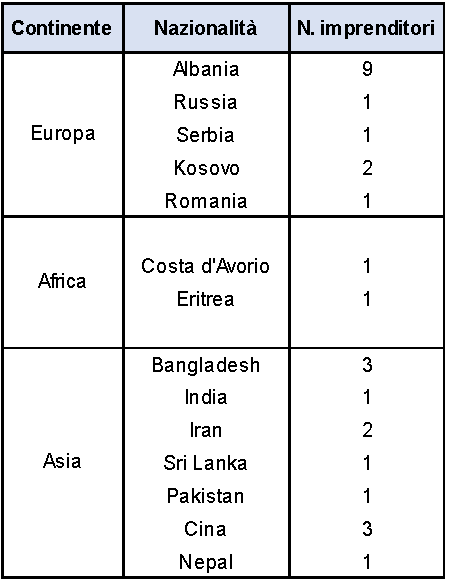 Continente Nazionalità N. imprenditori
Albania 9
Russia 1
Europa Serbia 1
Kosovo 2
Romania 1
Costa d'Avorio 1
Africa
Eritrea 1
Bangladesh 3
India 1
Iran 2
Asia Sri Lanka 1
Pakistan 1
Cina 3
Nepal 1